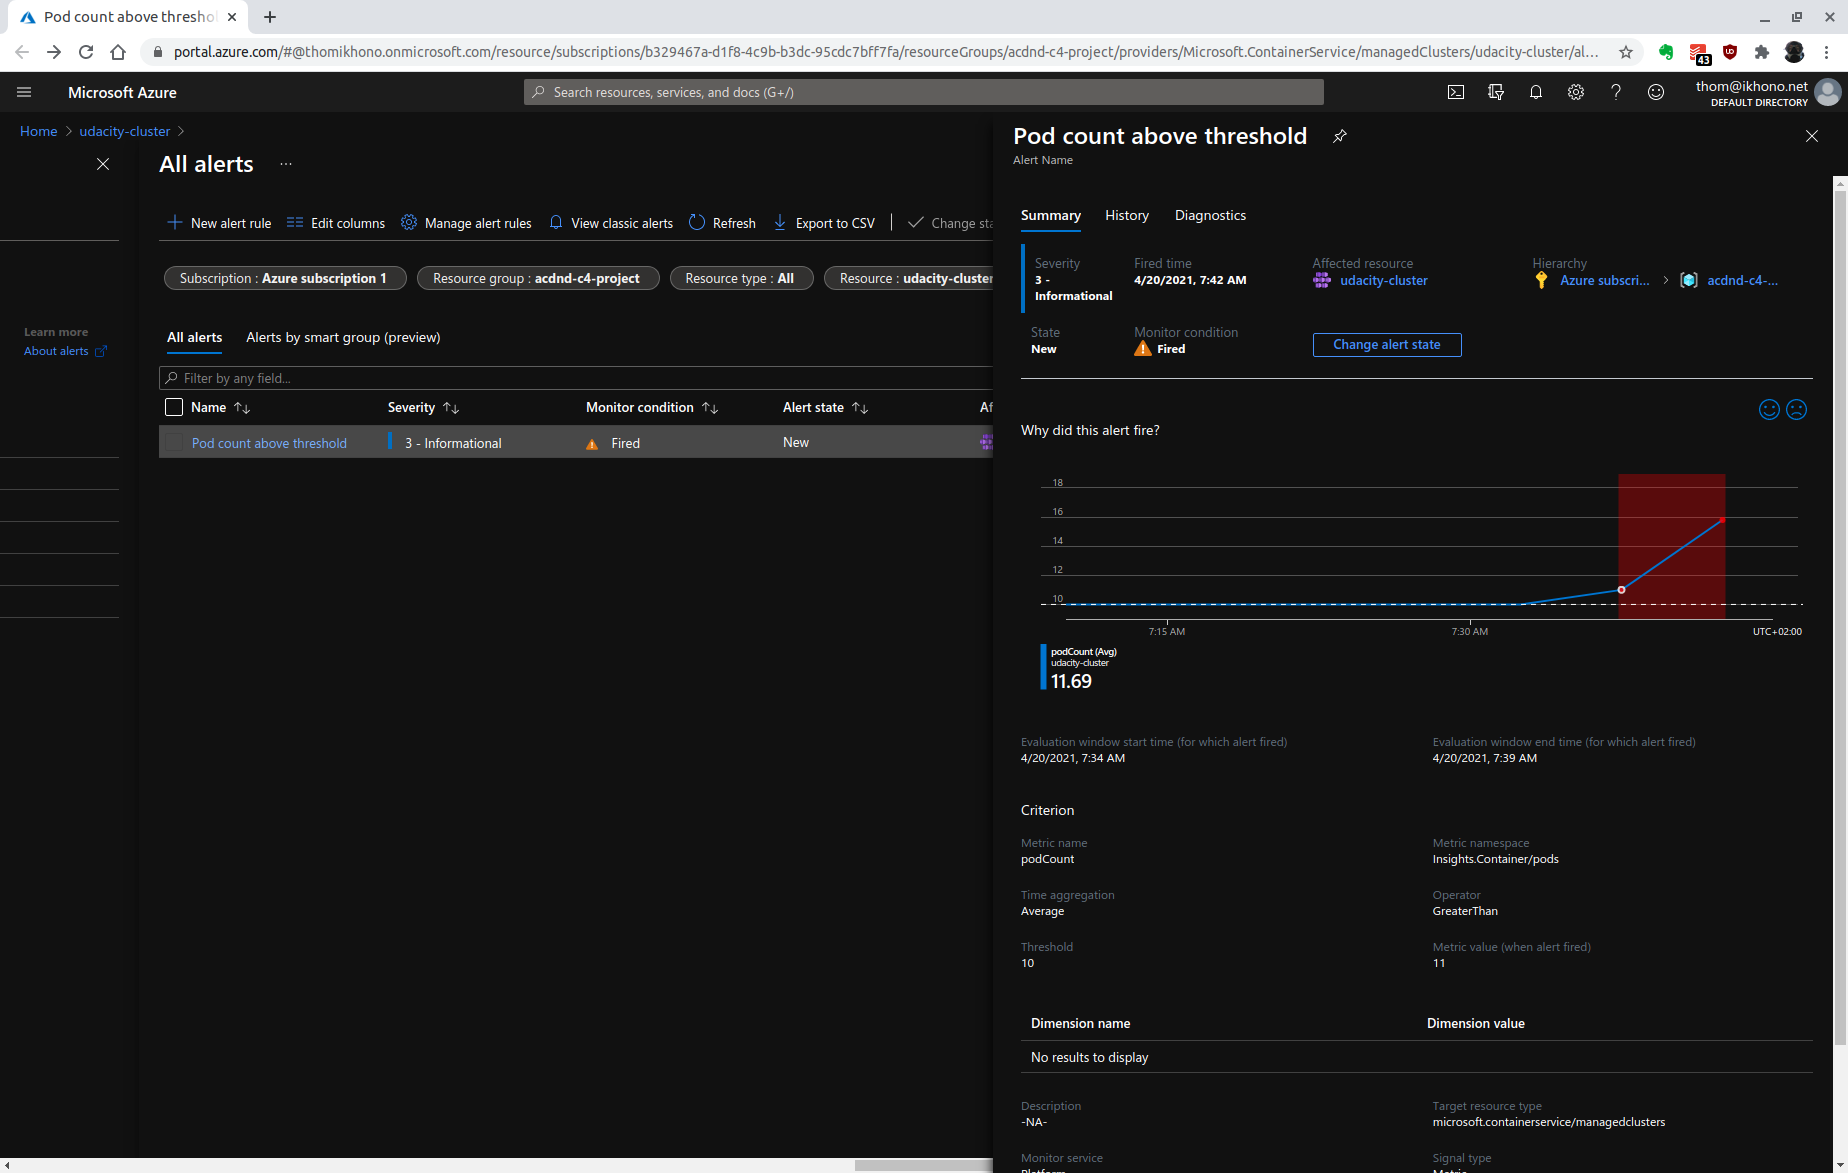 Pod count above thresho
portal.azure.com/#@thomikhono.onmicrosoft.com/resource/subscriptions/b329467a-d1f8-4c9b-b3dc-95cdc7bff7fa/resourceGroups/acdnd-c4-project/providers/Microsoft.ContainerService/managedClusters/udacity-cluster/al...
43
Microsoft Azure
Search resources, services, and docs (G+/)
thom@ikhono.net
DEFAULT DIRECTORY
Home > udacity-cluster >
All alerts ...
New alert rule Edit columns Manage alert rules View classic alerts Refresh Export to CSV Change sta
Subscription : Azure subscription 1 Resource group : acdnd-c4-project Resource type : All Resource : udacity-cluster
Learn more
About alerts
All alerts Alerts by smart group (preview)
Filter by any field...
Name Severity Monitor condition Alert state Af
Pod count above threshold 3 - Informational Fired New
Pod count above threshold
Alert Name
Summary History Diagnostics
Severity
3 -
Informational
Fired time
4/20/2021, 7:42 AM
Affected resource
udacity-cluster
Hierarchy
Azure subscri... > acdnd-c4-...
State
New
Monitor condition
Fired
Change alert state
Why did this alert fire?
18
16
14
12
10
7:15 AM 7:30 AM UTC+02:00
podCount (Avg)
udacity-cluster
11.69
Evaluation window start time (for which alert fired)
4/20/2021, 7:34 AM
Evaluation window end time (for which alert fired)
4/20/2021, 7:39 AM
Criterion
Metric name
podCount
Metric namespace
Insights.Container/pods
Time aggregation
Average
Operator
GreaterThan
Threshold
10
Metric value (when alert fired)
11
Dimension name Dimension value
No results to display
Description
-NA-
Target resource type
microsoft.containerservice/managedclusters
Monitor service
Platform
Signal type
Metric